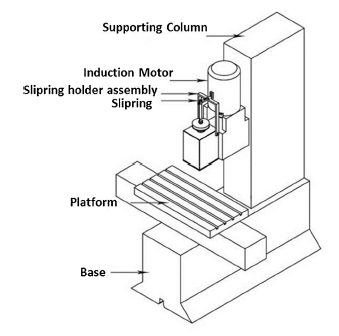 Supporting Column
Induction Motor
Slipring holder assembly
Slipring
Platform
Base